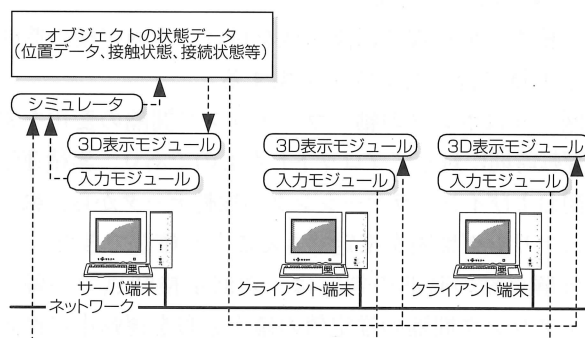 オブジェクトの状態データ
(位置データ、接触状態、接続状態等)
シミュレータ
3D表示モジュール
3D表示モジュール
3D表示モジュール
入力モジュール
入力モジュール
入力モジュール
サーバ端末
クライアント端末
クライアント端末
ネットワーク